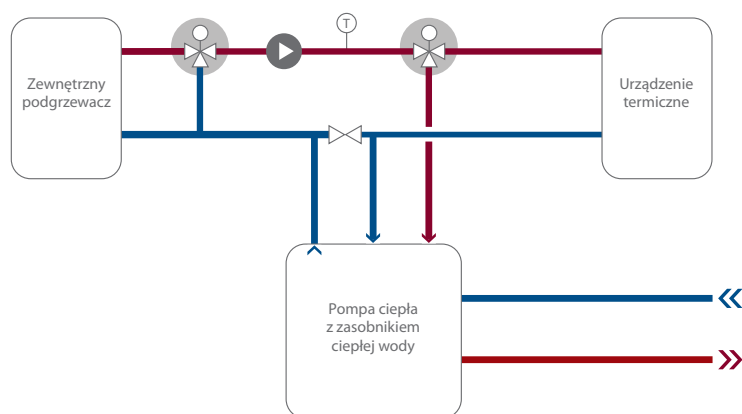 T
Zewnętrzny
podgrzewacz
Urządzenie
termiczne
Pompa ciepła
z zasobnikiem
ciepłej wody